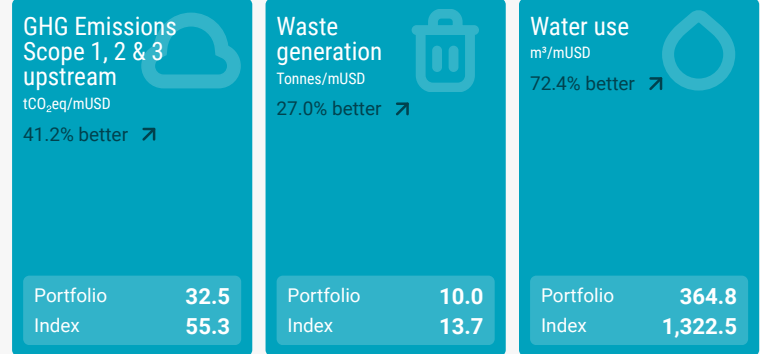 GHG Emissions
Scope 1, 2 & 3
upstream
tCO₂eq/mUSD
41.2% better
Portfolio 32.5
Index 55.3
Waste
generation
Tonnes/mUSD
27.0% better
Portfolio 10.0
Index 13.7
Water use
m³/mUSD
72.4% better
Portfolio 364.8
Index 1,322.5